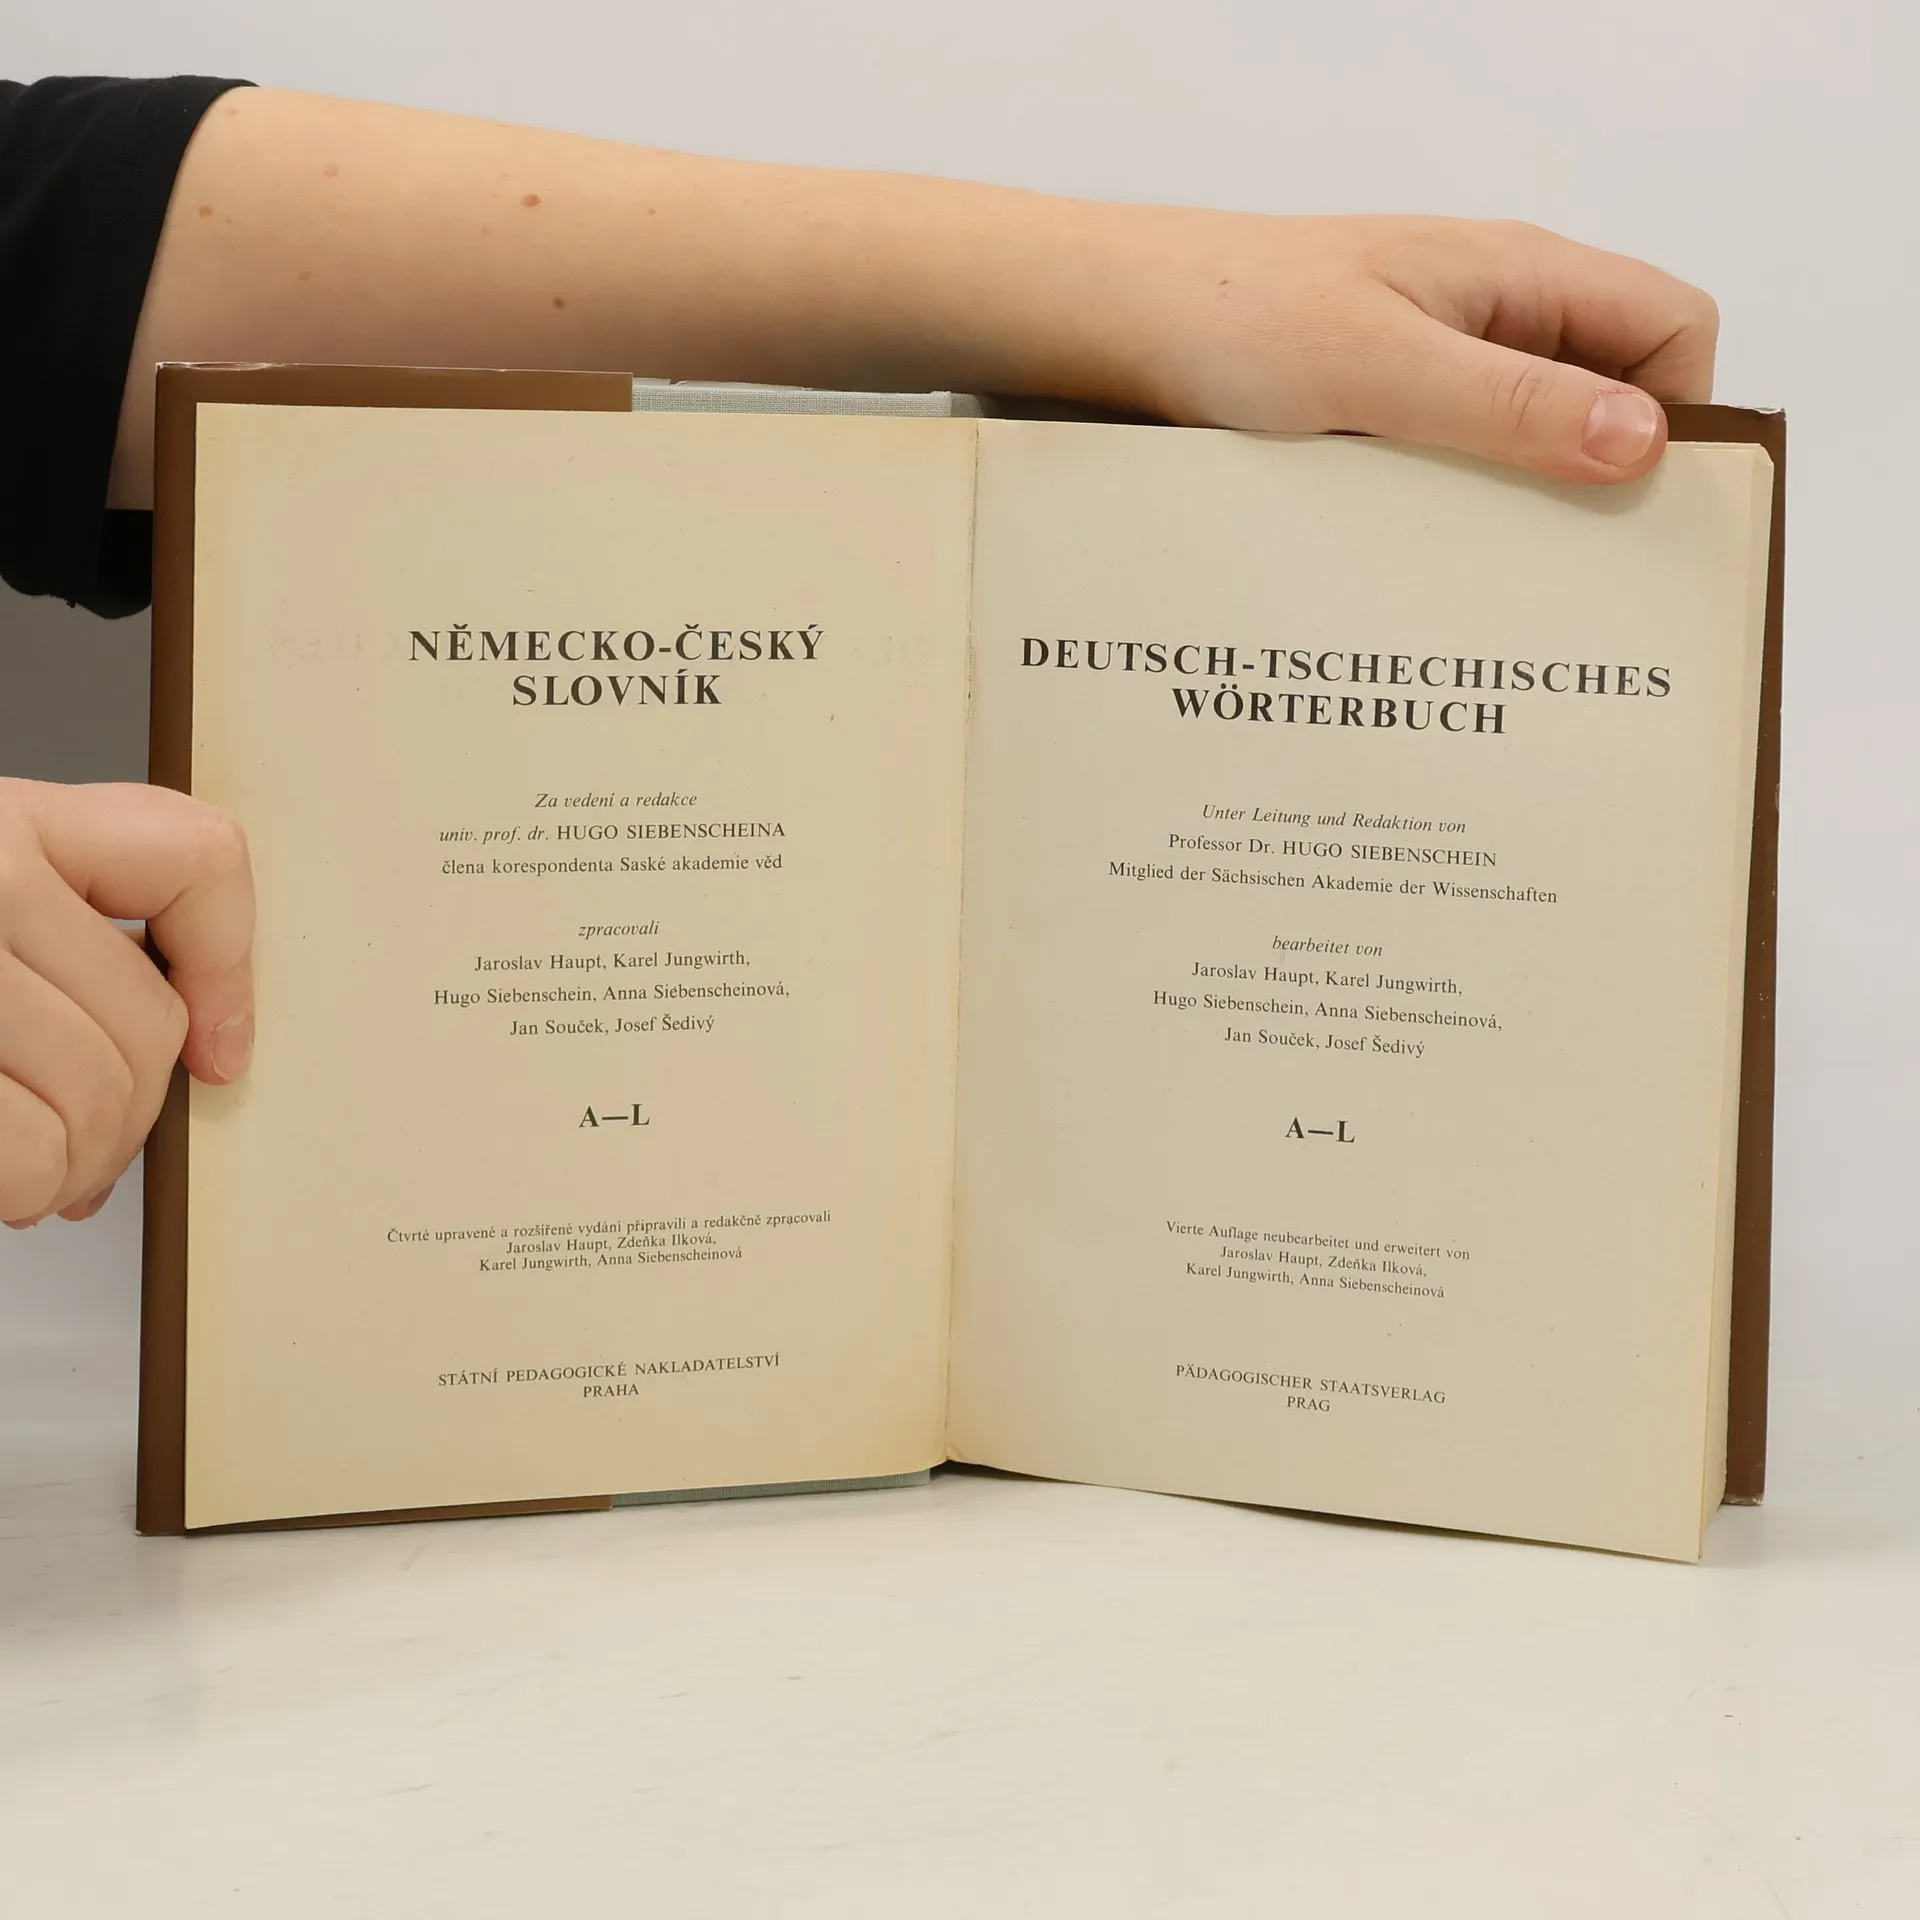 NĚMECKO-ČESKÝ
SLOVNÍK
Za vedení a redakce
univ. prof. dr. HUGO SIEBENSCHEINA
člena korespondenta Saské akademie věd
zpracovali
Jaroslav Haupt, Karel Jungwirth,
Hugo Siebenschein, Anna Siebenscheinová,
Jan Souček, Josef Šedivý
A—L
Čtvrté upravené a rozšířené vydání připravili a redakčně zpracovali
Jaroslav Haupt, Zdeňka Ilková,
Karel Jungwirth, Anna Siebenscheinová
STÁTNÍ PEDAGOGICKÉ NAKLADATELSTVÍ
PRAHA
DEUTSCH-TSCHECHISCHES
WÖRTERBUCH
Unter Leitung und Redaktion von
Professor Dr. HUGO SIEBENSCHEIN
Mitglied der Sächsischen Akademie der Wissenschaften
bearbeitet von
Jaroslav Haupt, Karel Jungwirth,
Hugo Siebenschein, Anna Siebenscheinová,
Jan Souček, Josef Šedivý
A—L
Vierte Auflage neubearbeitet und erweitert von
Jaroslav Haupt, Zdeňka Ilková,
Karel Jungwirth, Anna Siebenscheinová
PÄDAGOGISCHER STAATSVERLAG
PRAG